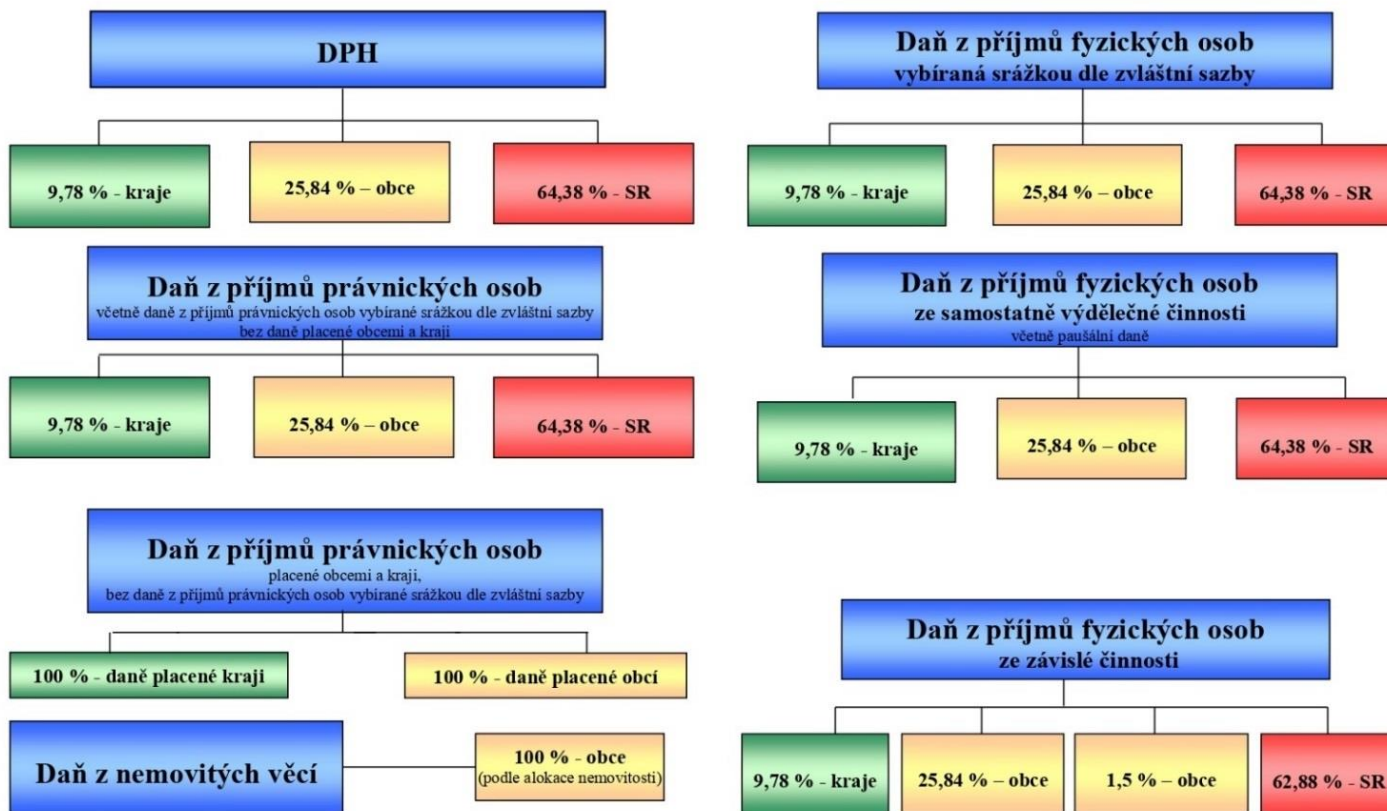 DPH
9,78 % - kraje
25,84 % – obce
64,38 % - SR
Daň z příjmů fyzických osob
vybíraná srážkou dle zvláštní sazby
9,78 % - kraje
25,84 % – obce
64,38 % - SR
Daň z příjmů právnických osob
včetně daně z příjmů právnických osob vybírané srážkou dle zvláštní sazby
bez daně placené obcemi a kraji
9,78 % - kraje
25,84 % – obce
64,38 % - SR
Daň z příjmů fyzických osob
ze samostatně výdělečné činnosti
včetně paušální daně
9,78 % - kraje
25,84 % – obce
64,38 % - SR
Daň z příjmů právnických osob
placené obcemi a kraji,
bez daně z příjmů právnických osob vybírané srážkou dle zvláštní sazby
100 % - daně placené kraji
100 % - daně placené obcí
Daň z nemovitých věcí
100 % - obce
(podle alokace nemovitosti)
Daň z příjmů fyzických osob
ze závislé činnosti
9,78 % - kraje
25,84 % – obce
1,5 % – obce
62,88 % - SR